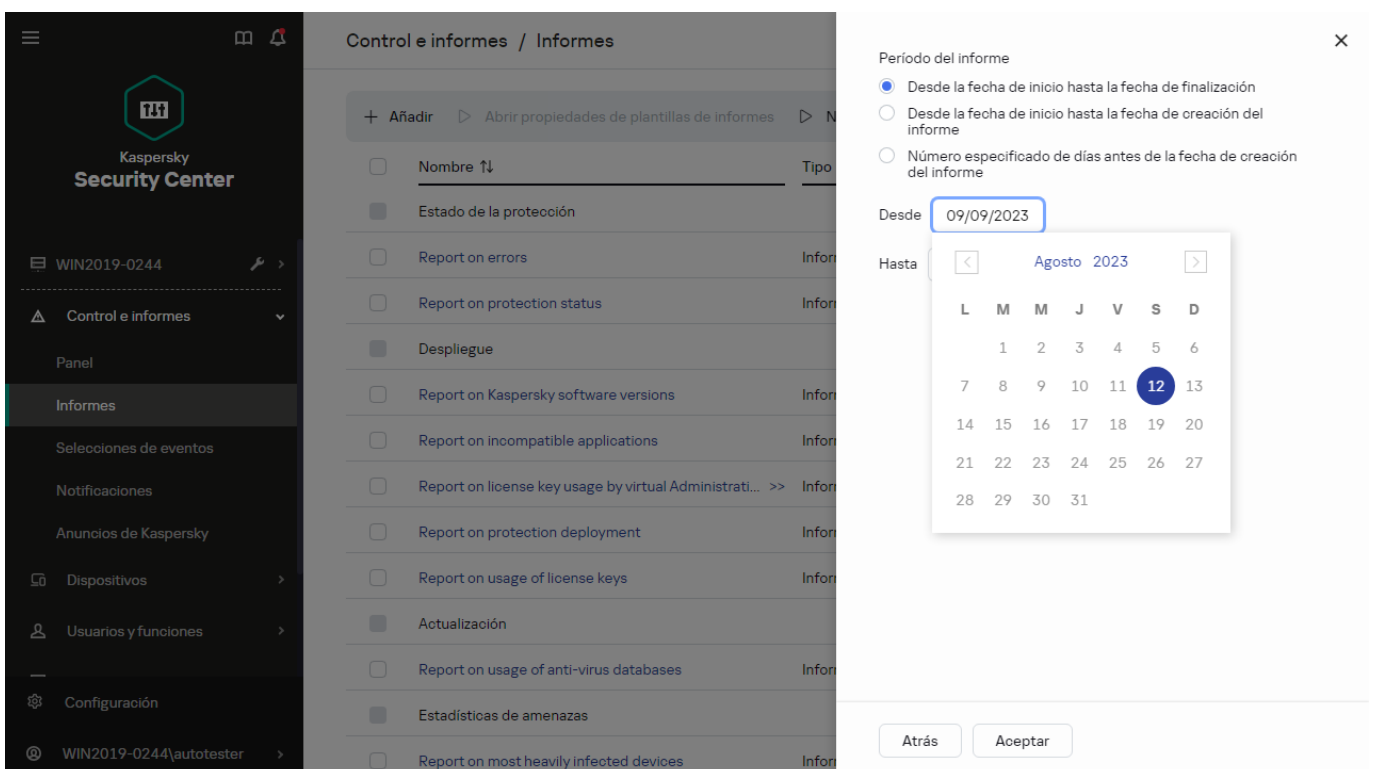 Kaspersky
Security Center
WIN2019-0244
Control e informes
Panel
Informes
Selecciones de eventos
Notificaciones
Anuncios de Kaspersky
Dispositivos
Usuarios y funciones
Configuración
WIN2019-0244\autotester
Control e informes / Informes
Añadir Abrir propiedades de plantillas de informes N
Nombre Tipo
Estado de la protección
Report on errors Infor
Report on protection status Infor
Despliegue
Report on Kaspersky software versions Infor
Report on incompatible applications Infor
Report on license key usage by virtual Administrati... >> Infor
Report on protection deployment Infor
Report on usage of license keys Infor
Actualización
Report on usage of anti-virus databases Infor
Estadísticas de amenazas
Report on most heavily infected devices Infor
Período del informe
Desde la fecha de inicio hasta la fecha de finalización
Desde la fecha de inicio hasta la fecha de creación del
informe
Número especificado de días antes de la fecha de creación
del informe
Desde 09/09/2023
Hasta
Agosto 2023
L M M J V S D
1 2 3 4 5 6
7 8 9 10 11 12 13
14 15 16 17 18 19 20
21 22 23 24 25 26 27
28 29 30 31
Atrás Aceptar